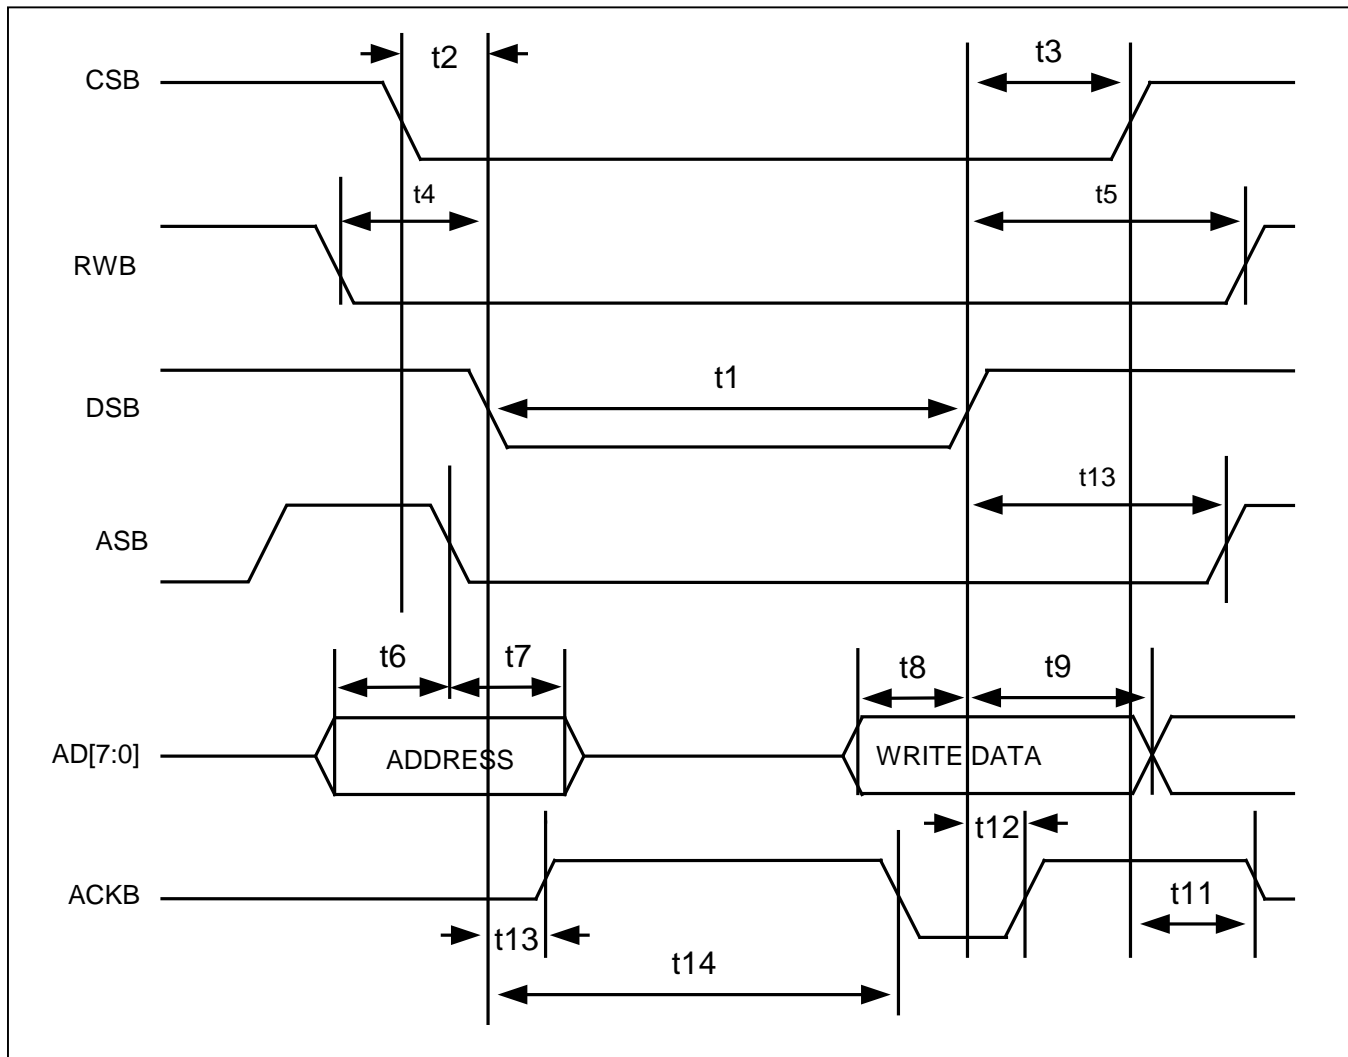 t2
t3
CSB
t4
t5
RWB
t1
DSB
t13
ASB
t6
t7
t8
t9
AD[7:0]
ADDRESS
WRITE DATA
t12
ACKB
t11
t13
t14